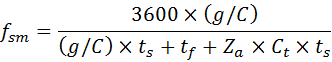 f_sm = 3600 × (g/C) / ((g/C) × t_s + t_f + Z_a × C_t × t_s)